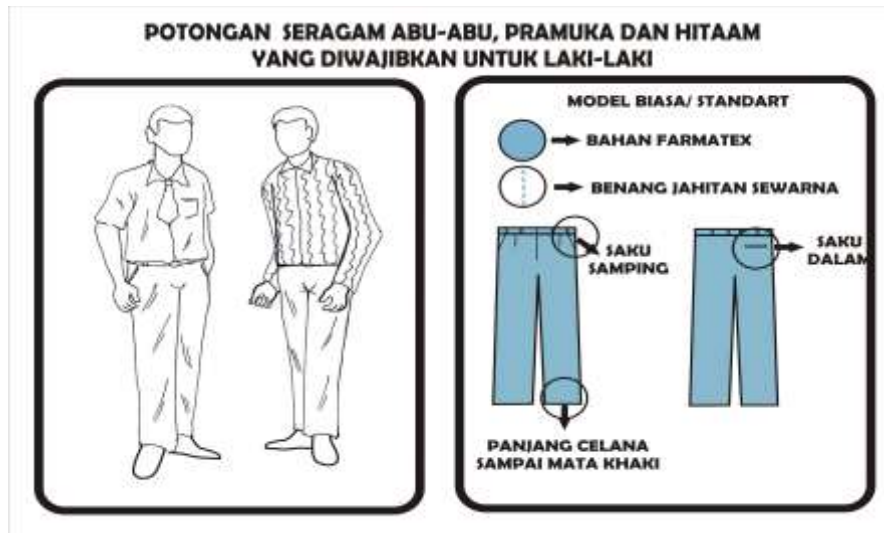 POTONGAN SERAGAM ABU-ABU, PRAMUKA DAN HITAAM
YANG DIWAJIBKAN UNTUK LAKI-LAKI
MODEL BIASA/ STANDART
BAHAN FARMATEX
BENANG JAHITAN SEWARNA
SAKU
SAMPING
SAKU
DALAM
PANJANG CELANA
SAMPAI MATA KHAKI